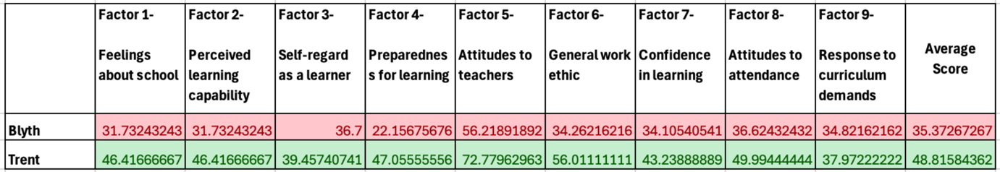 Factor 1- Factor 2- Factor 3- Factor 4- Factor 5- Factor 6- Factor 7- Factor 8- Factor 9-
Feelings Perceived Self-regard Preparednes Attitudes to General work Confidence Attitudes to Response to Average
about school learning as a learner s for learning teachers ethic in learning attendance curriculum Score
capability demands
Blyth 31.73243243 31.73243243 36.7 22.15675676 56.21891892 34.26216216 34.10540541 36.62432432 34.82162162 35.37267267
Trent 46.41666667 46.41666667 39.45740741 47.05555556 72.77962963 56.01111111 43.23888889 49.99444444 37.97222222 48.81584362